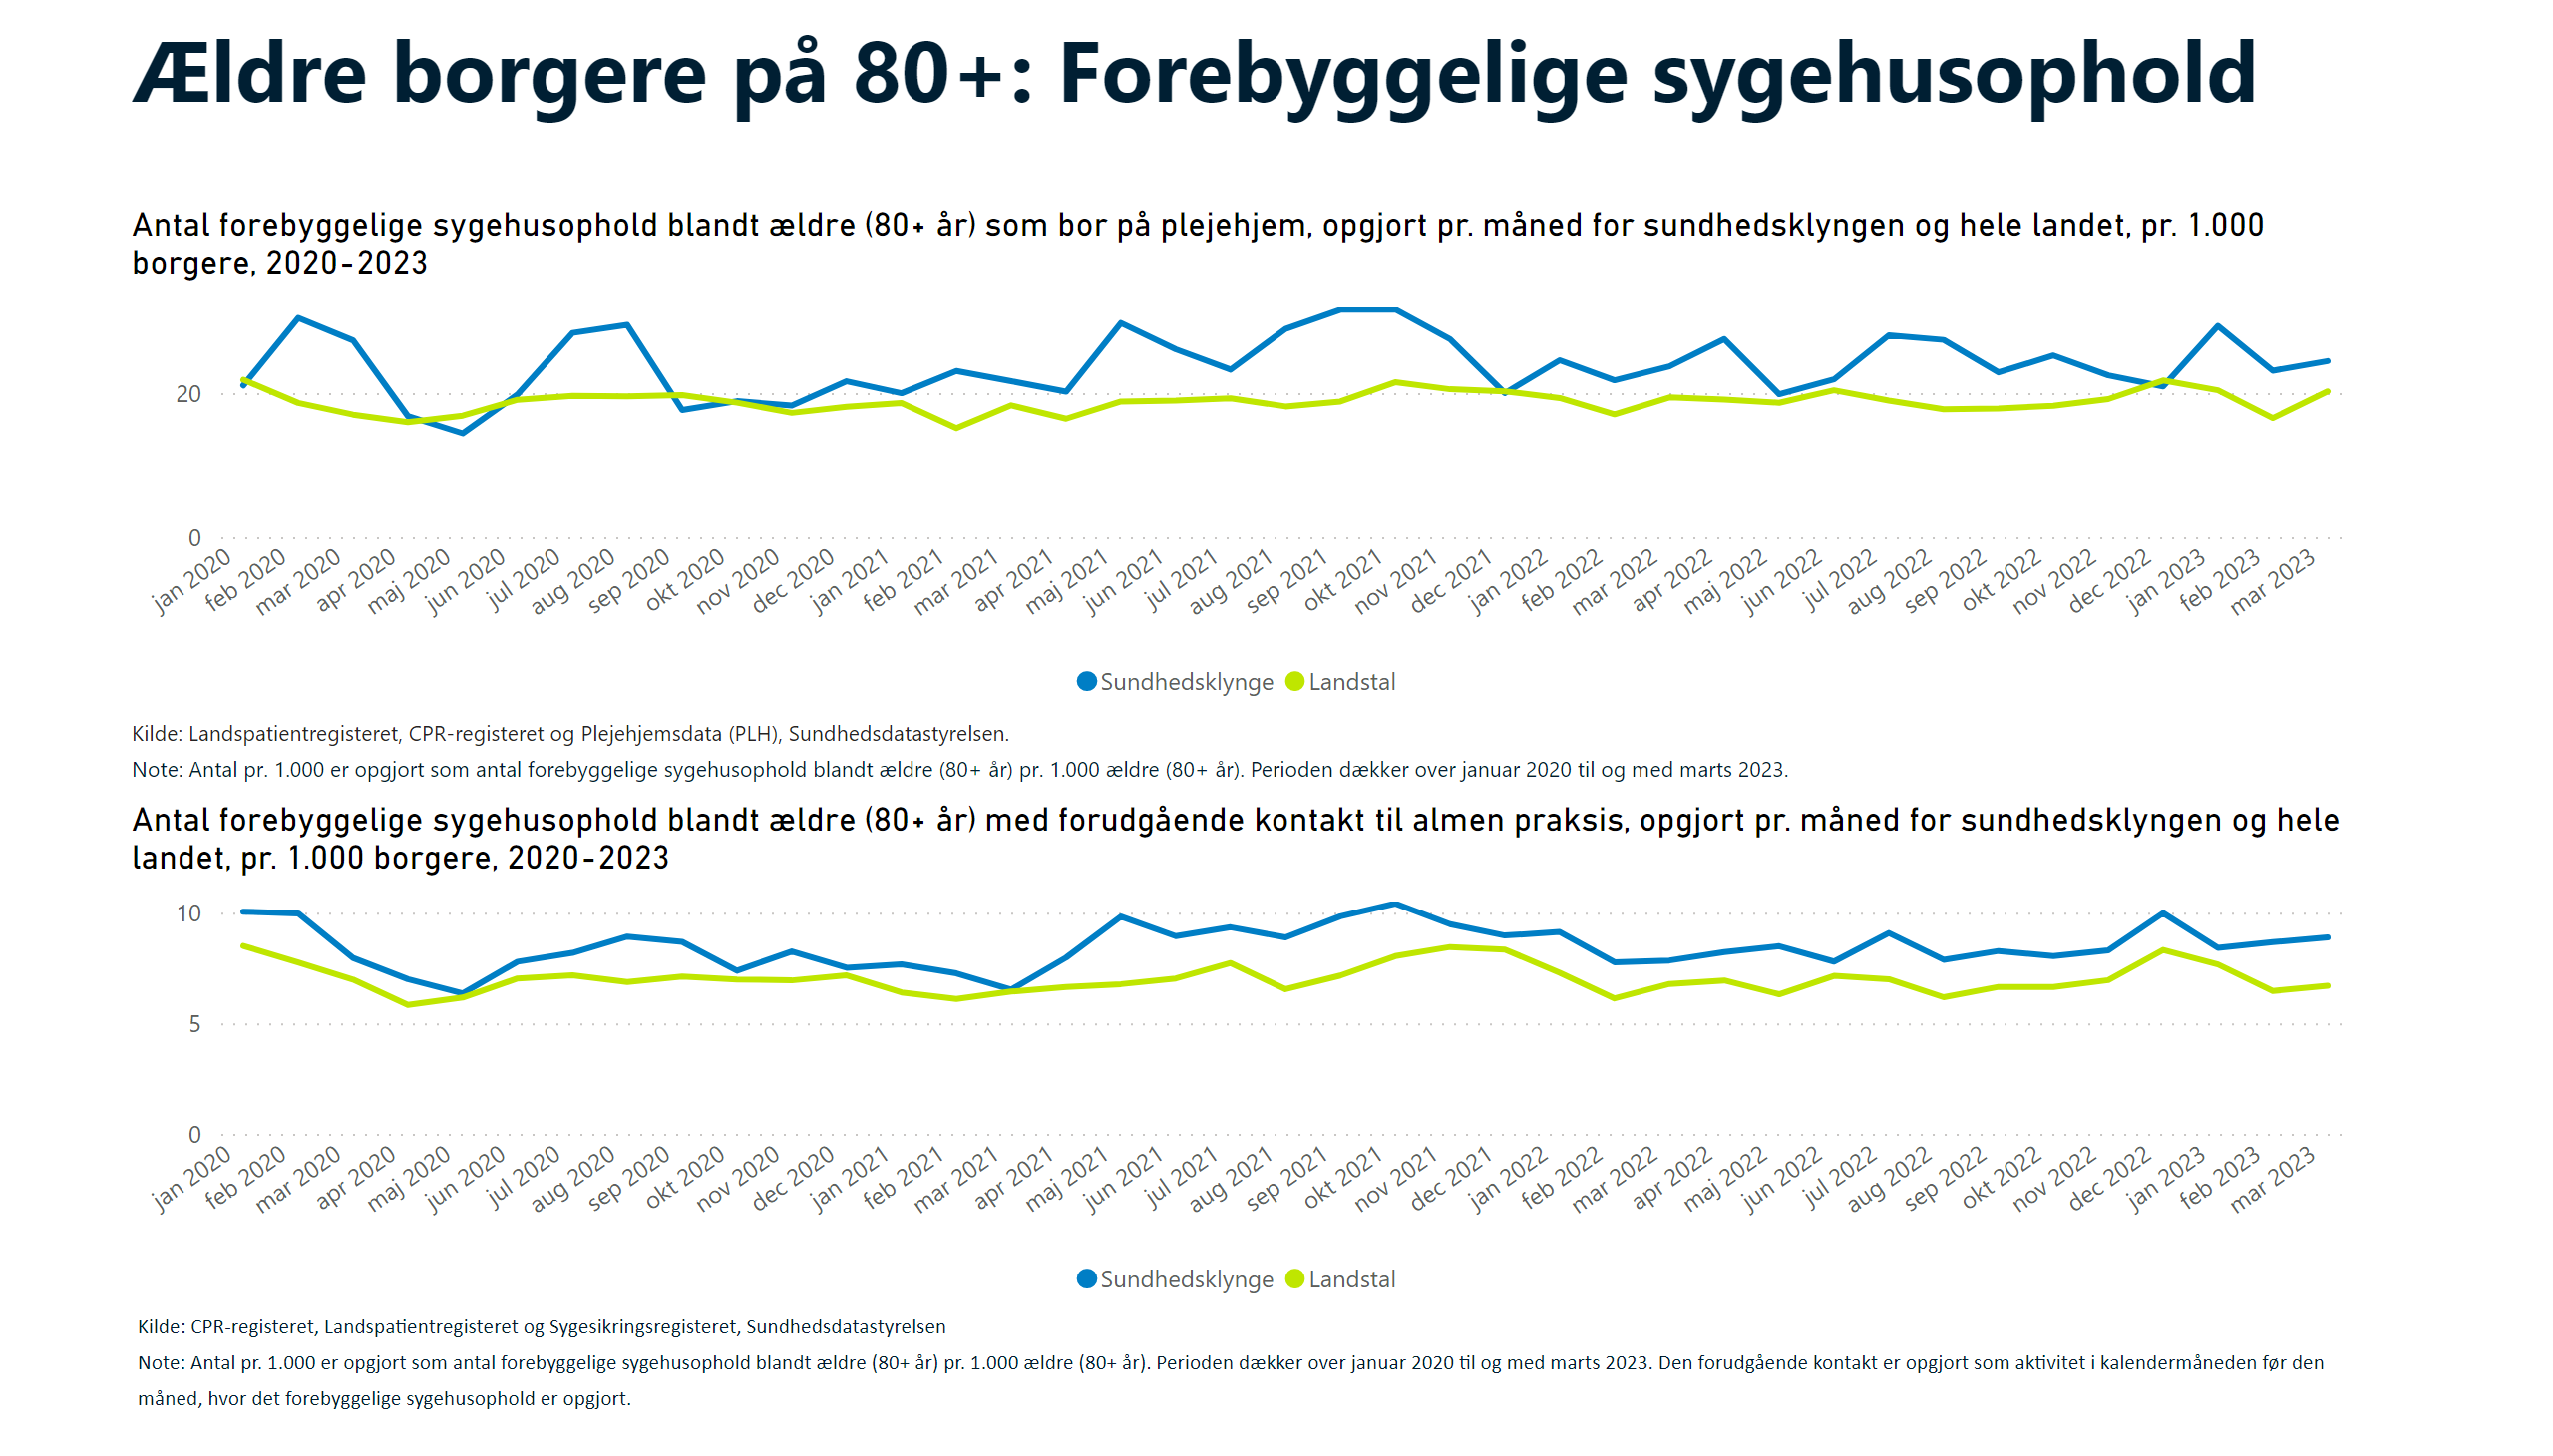 Ældre borgere på 80+: Forebyggelige sygehusophold
Antal forebyggelige sygehusophold blandt ældre (80+ år) som bor på plejehjem, opgjort pr. måned for sundhedsklyngen og hele landet, pr. 1.000
borgere, 2020-2023
20
0
jan 2020
feb 2020
mar 2020
apr 2020
maj 2020
jun 2020
jul 2020
aug 2020
sep 2020
okt 2020
nov 2020
dec 2020
jan 2021
feb 2021
mar 2021
apr 2021
maj 2021
jun 2021
jul 2021
aug 2021
sep 2021
okt 2021
nov 2021
dec 2021
jan 2022
feb 2022
mar 2022
apr 2022
maj 2022
jun 2022
jul 2022
aug 2022
sep 2022
okt 2022
nov 2022
dec 2022
jan 2023
feb 2023
mar 2023
Sundhedsklynge Landstal
Kilde: Landspatientregisteret, CPR-registeret og Plejehjemsdata (PLH), Sundhedsdatastyrelsen.
Note: Antal pr. 1.000 er opgjort som antal forebyggelige sygehusophold blandt ældre (80+ år) pr. 1.000 ældre (80+ år). Perioden dækker over januar 2020 til og med marts 2023.
Antal forebyggelige sygehusophold blandt ældre (80+ år) med forudgående kontakt til almen praksis, opgjort pr. måned for sundhedsklyngen og hele
landet, pr. 1.000 borgere, 2020-2023
10
5
0
jan 2020
feb 2020
mar 2020
apr 2020
maj 2020
jun 2020
jul 2020
aug 2020
sep 2020
okt 2020
nov 2020
dec 2020
jan 2021
feb 2021
mar 2021
apr 2021
maj 2021
jun 2021
jul 2021
aug 2021
sep 2021
okt 2021
nov 2021
dec 2021
jan 2022
feb 2022
mar 2022
apr 2022
maj 2022
jun 2022
jul 2022
aug 2022
sep 2022
okt 2022
nov 2022
dec 2022
jan 2023
feb 2023
mar 2023
Sundhedsklynge Landstal
Kilde: CPR-registeret, Landspatientregisteret og Sygesikringsregisteret, Sundhedsdatastyrelsen
Note: Antal pr. 1.000 er opgjort som antal forebyggelige sygehusophold blandt ældre (80+ år) pr. 1.000 ældre (80+ år). Perioden dækker over januar 2020 til og med marts 2023. Den forudgående kontakt er opgjort som aktivitet i kalendermåneden før den
måned, hvor det forebyggelige sygehusophold er opgjort.